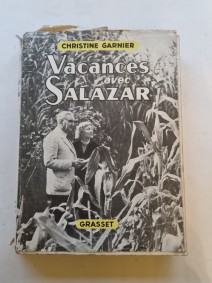 CHRISTINE GARNIER
Vacances
avec
SALAZAR
GRASSET